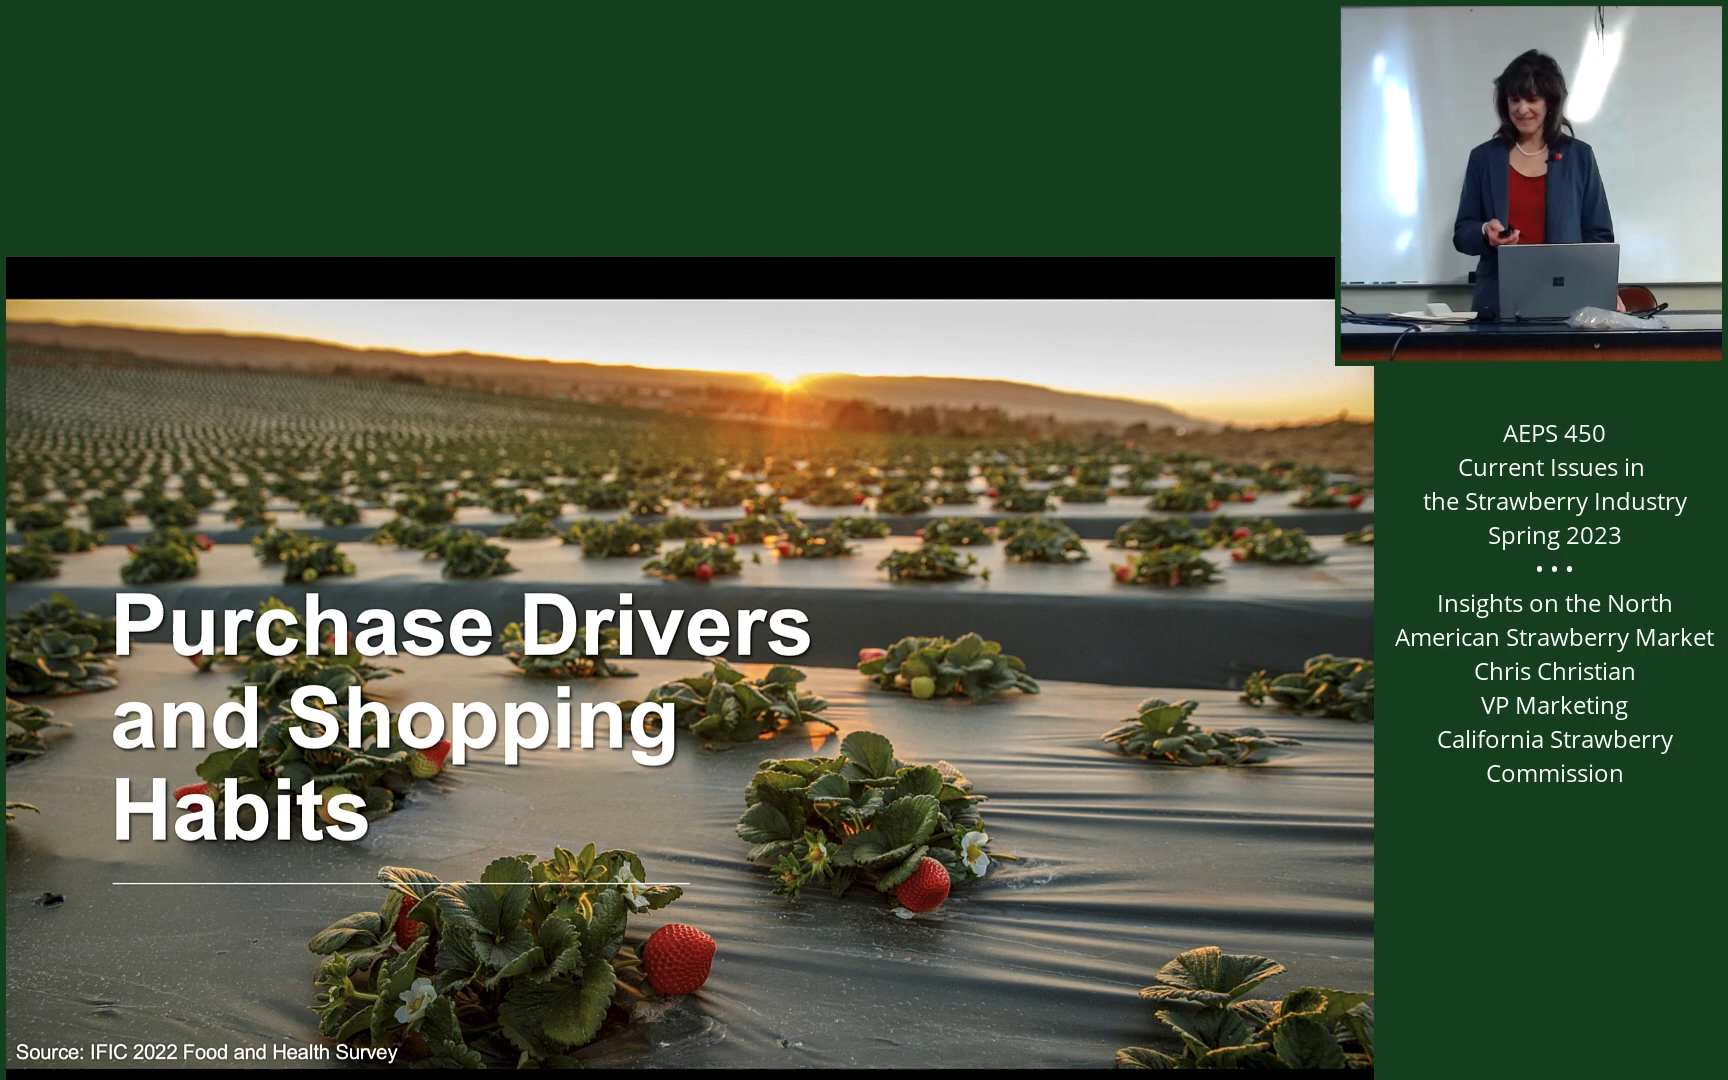 Purchase Drivers
and Shopping
Habits
Source: IFIC 2022 Food and Health Survey
AEPS 450
Current Issues in
the Strawberry Industry
Spring 2023
• • •
Insights on the North
American Strawberry Market
Chris Christian
VP Marketing
California Strawberry
Commission